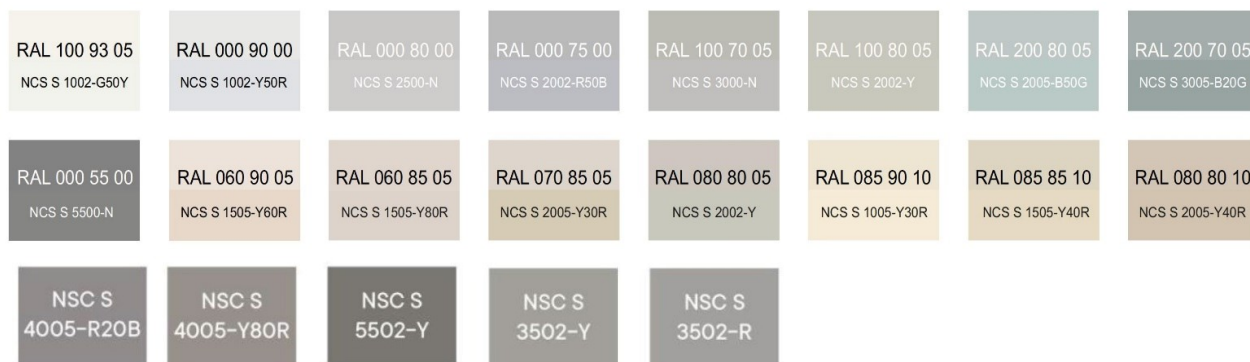 RAL 100 93 05
NCS S 1002-G50Y
RAL 000 90 00
NCS S 1002-Y50R
RAL 000 80 00
NCS S 2500-N
RAL 000 75 00
NCS S 2002-R50B
RAL 100 70 05
NCS S 3000-N
RAL 100 80 05
NCS S 2002-Y
RAL 200 80 05
NCS S 2005-B50G
RAL 200 70 05
NCS S 3005-B20G
RAL 000 55 00
NCS S 5500-N
RAL 060 90 05
NCS S 1505-Y60R
RAL 060 85 05
NCS S 1505-Y80R
RAL 070 85 05
NCS S 2005-Y30R
RAL 080 80 05
NCS S 2002-Y
RAL 085 90 10
NCS S 1005-Y30R
RAL 085 85 10
NCS S 1505-Y40R
RAL 080 80 10
NCS S 2005-Y40R
NSC S
4005-R20B
NSC S
4005-Y80R
NSC S
5502-Y
NSC S
3502-Y
NSC S
3502-R